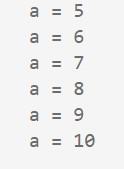 a = 5
a = 6
a = 7
a = 8
a = 9
a = 10